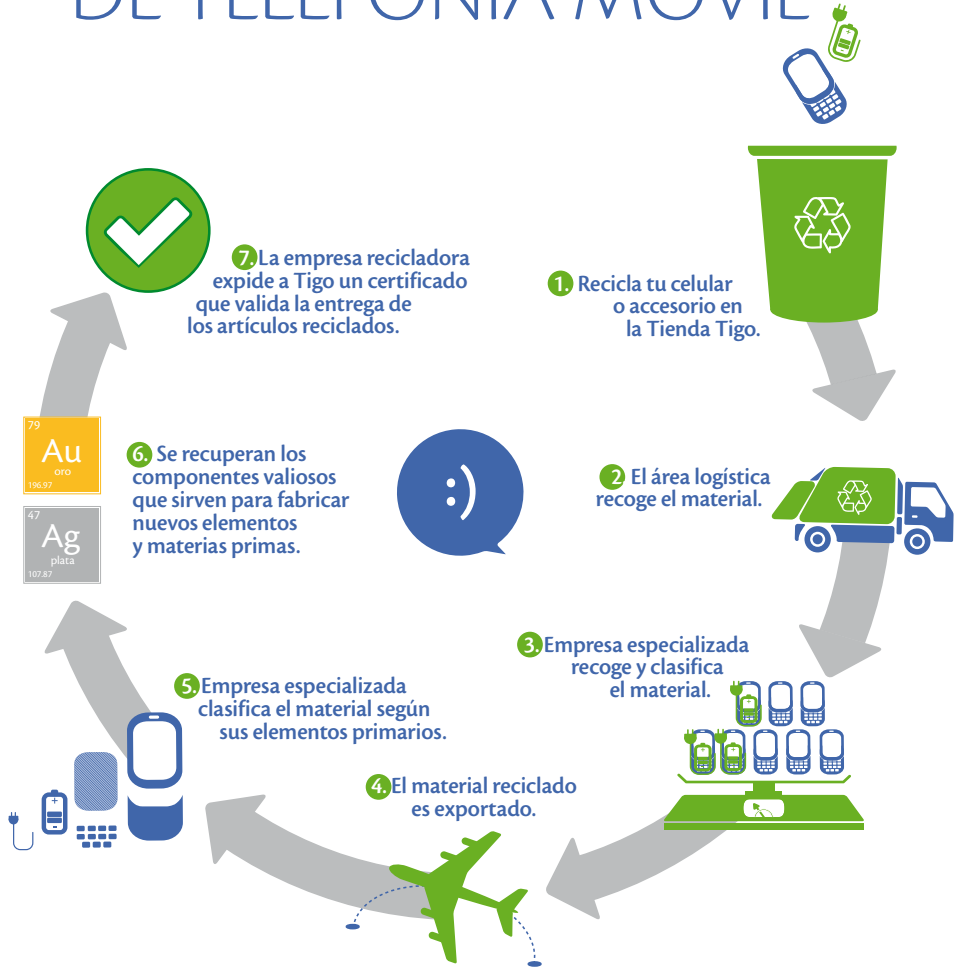 DE TELEFONÍA MÓVIL
1. Recicla tu celular
o accesorio en
la Tienda Tigo.
2 El área logística
recoge el material.
3. Empresa especializada
recoge y clasifica
el material.
4. El material reciclado
es exportado.
5. Empresa especializada
clasifica el material según
sus elementos primarios.
6. Se recuperan los
componentes valiosos
que sirven para fabricar
nuevos elementos
y materias primas.
7. La empresa recicladora
expide a Tigo un certificado
que valida la entrega de
los artículos reciclados.
79
Au
oro
196.97
47
Ag
plata
107.87
:)